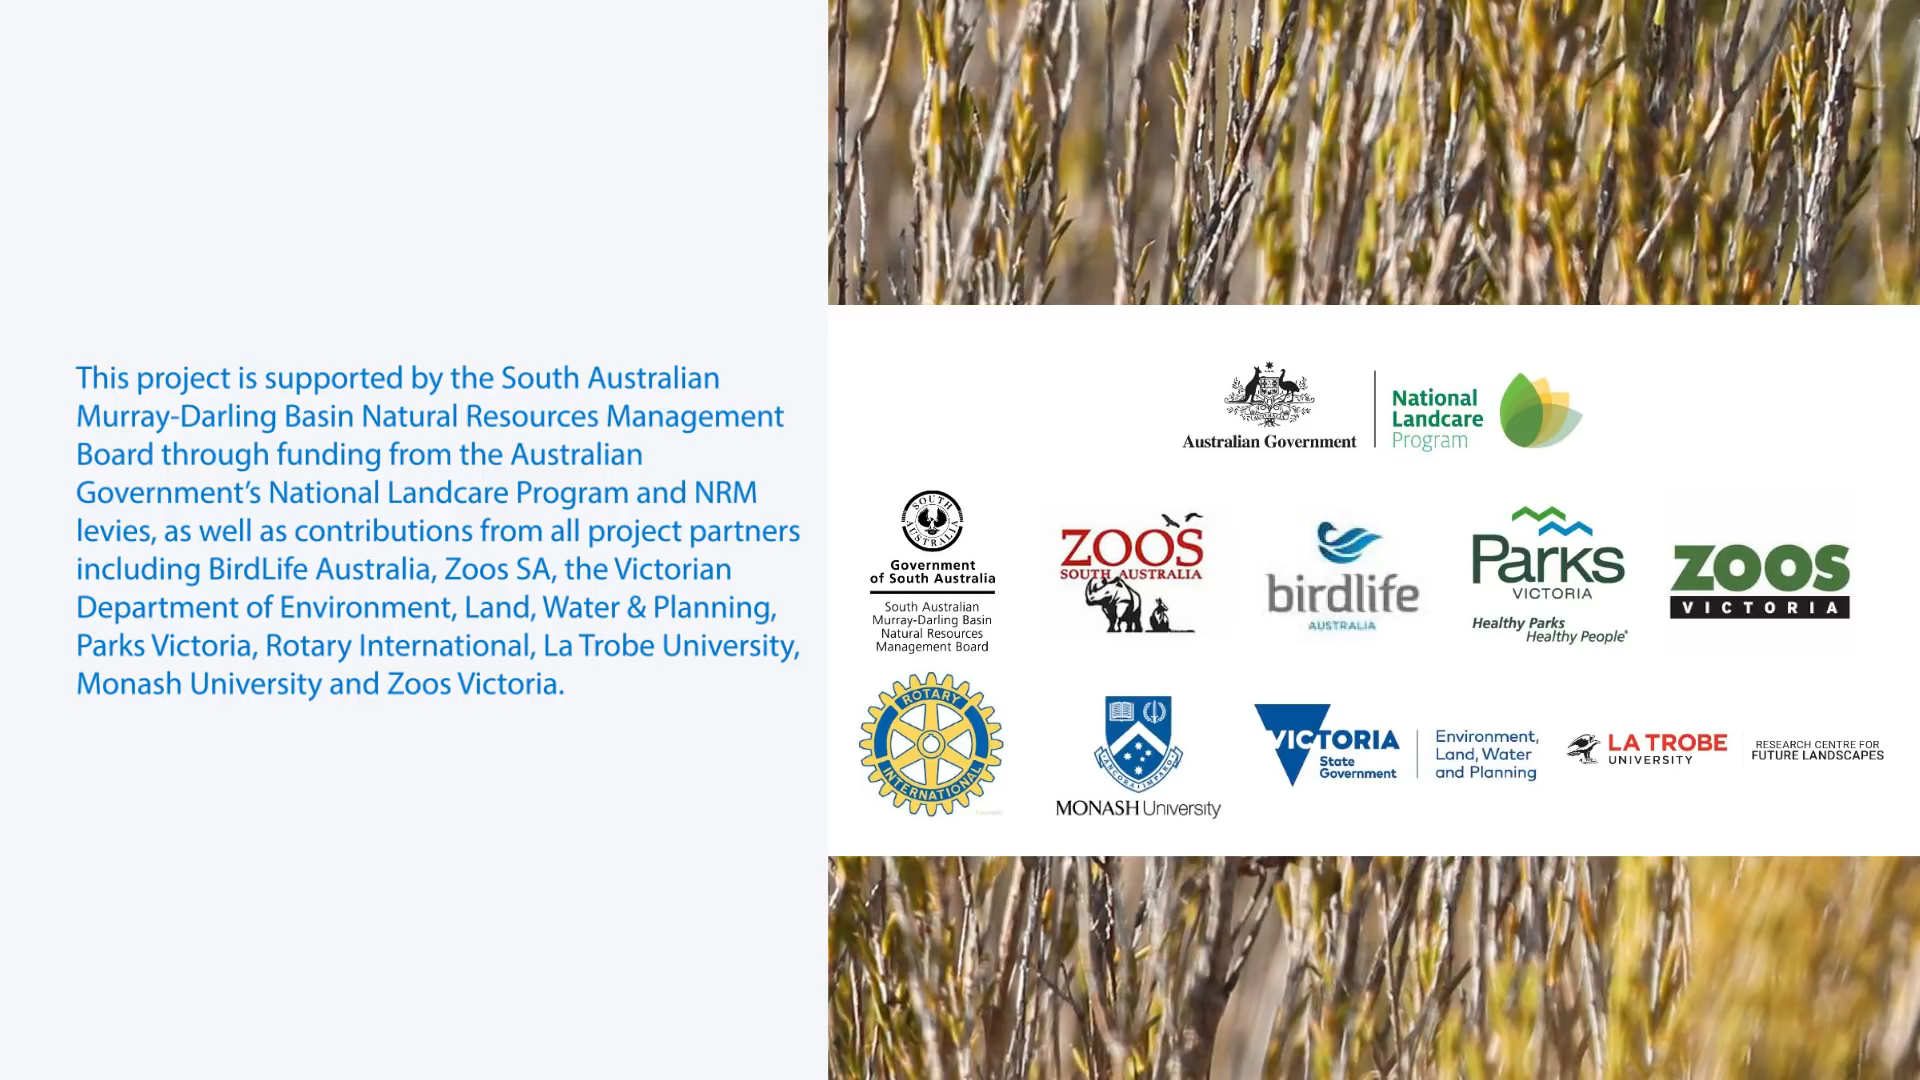 This project is supported by the South Australian
Murray-Darling Basin Natural Resources Management
Board through funding from the Australian
Government’s National Landcare Program and NRM
levies, as well as contributions from all project partners
including BirdLife Australia, Zoos SA, the Victorian
Department of Environment, Land, Water & Planning,
Parks Victoria, Rotary International, La Trobe University,
Monash University and Zoos Victoria.
Australian Government
National
Landcare
Program
SOUTH AUSTRALIA
Government
of South Australia
South Australian
Murray-Darling Basin
Natural Resources
Management Board
ZOOS
SOUTH AUSTRALIA
birdlife
AUSTRALIA
Parks
VICTORIA
Healthy Parks
Healthy People
ZOOS
VICTORIA
ROTARY
INTERNATIONAL
ANCORA IMPARO
MONASH University
VICTORIA
State
Government
Environment,
Land, Water
and Planning
LA TROBE
UNIVERSITY
RESEARCH CENTRE FOR
FUTURE LANDSCAPES